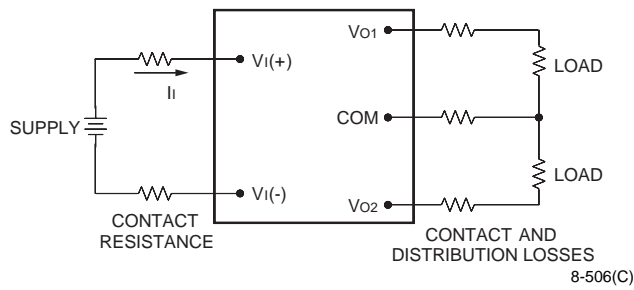 VO1
VI(+)
LOAD
II
SUPPLY
COM
VI(-)
LOAD
VO2
CONTACT
RESISTANCE
CONTACT AND
DISTRIBUTION LOSSES
8-506(C)